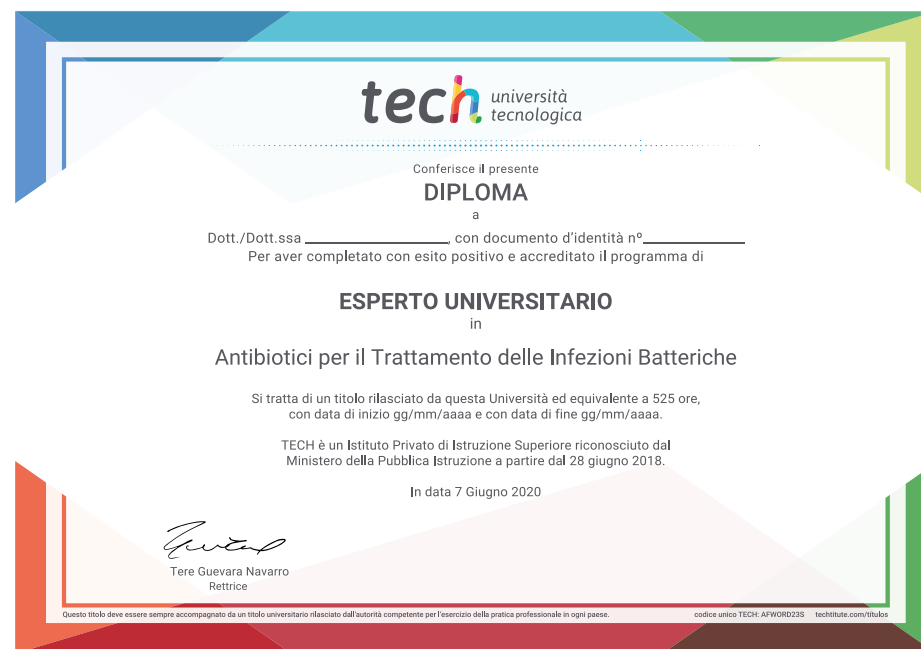 tech università
tecnologica
Conferisce il presente
DIPLOMA
a
Dott./Dott.ssa _______________, con documento d'identità nº_______________
Per aver completato con esito positivo e accreditato il programma di
ESPERTO UNIVERSITARIO
in
Antibiotici per il Trattamento delle Infezioni Batteriche
Si tratta di un titolo rilasciato da questa Università ed equivalente a 525 ore,
con data di inizio gg/mm/aaaa e con data di fine gg/mm/aaaa.
TECH è un Istituto Privato di Istruzione Superiore riconosciuto dal
Ministero della Pubblica Istruzione a partire dal 28 giugno 2018.
In data 7 Giugno 2020
Tere Guevara Navarro
Rettrice
Questo titolo deve essere sempre accompagnato da un titolo universitario rilasciato dall'autorità competente per l'esercizio della pratica professionale in ogni paese. codice unico TECH: AFWORD23S techtitute.com/titulos